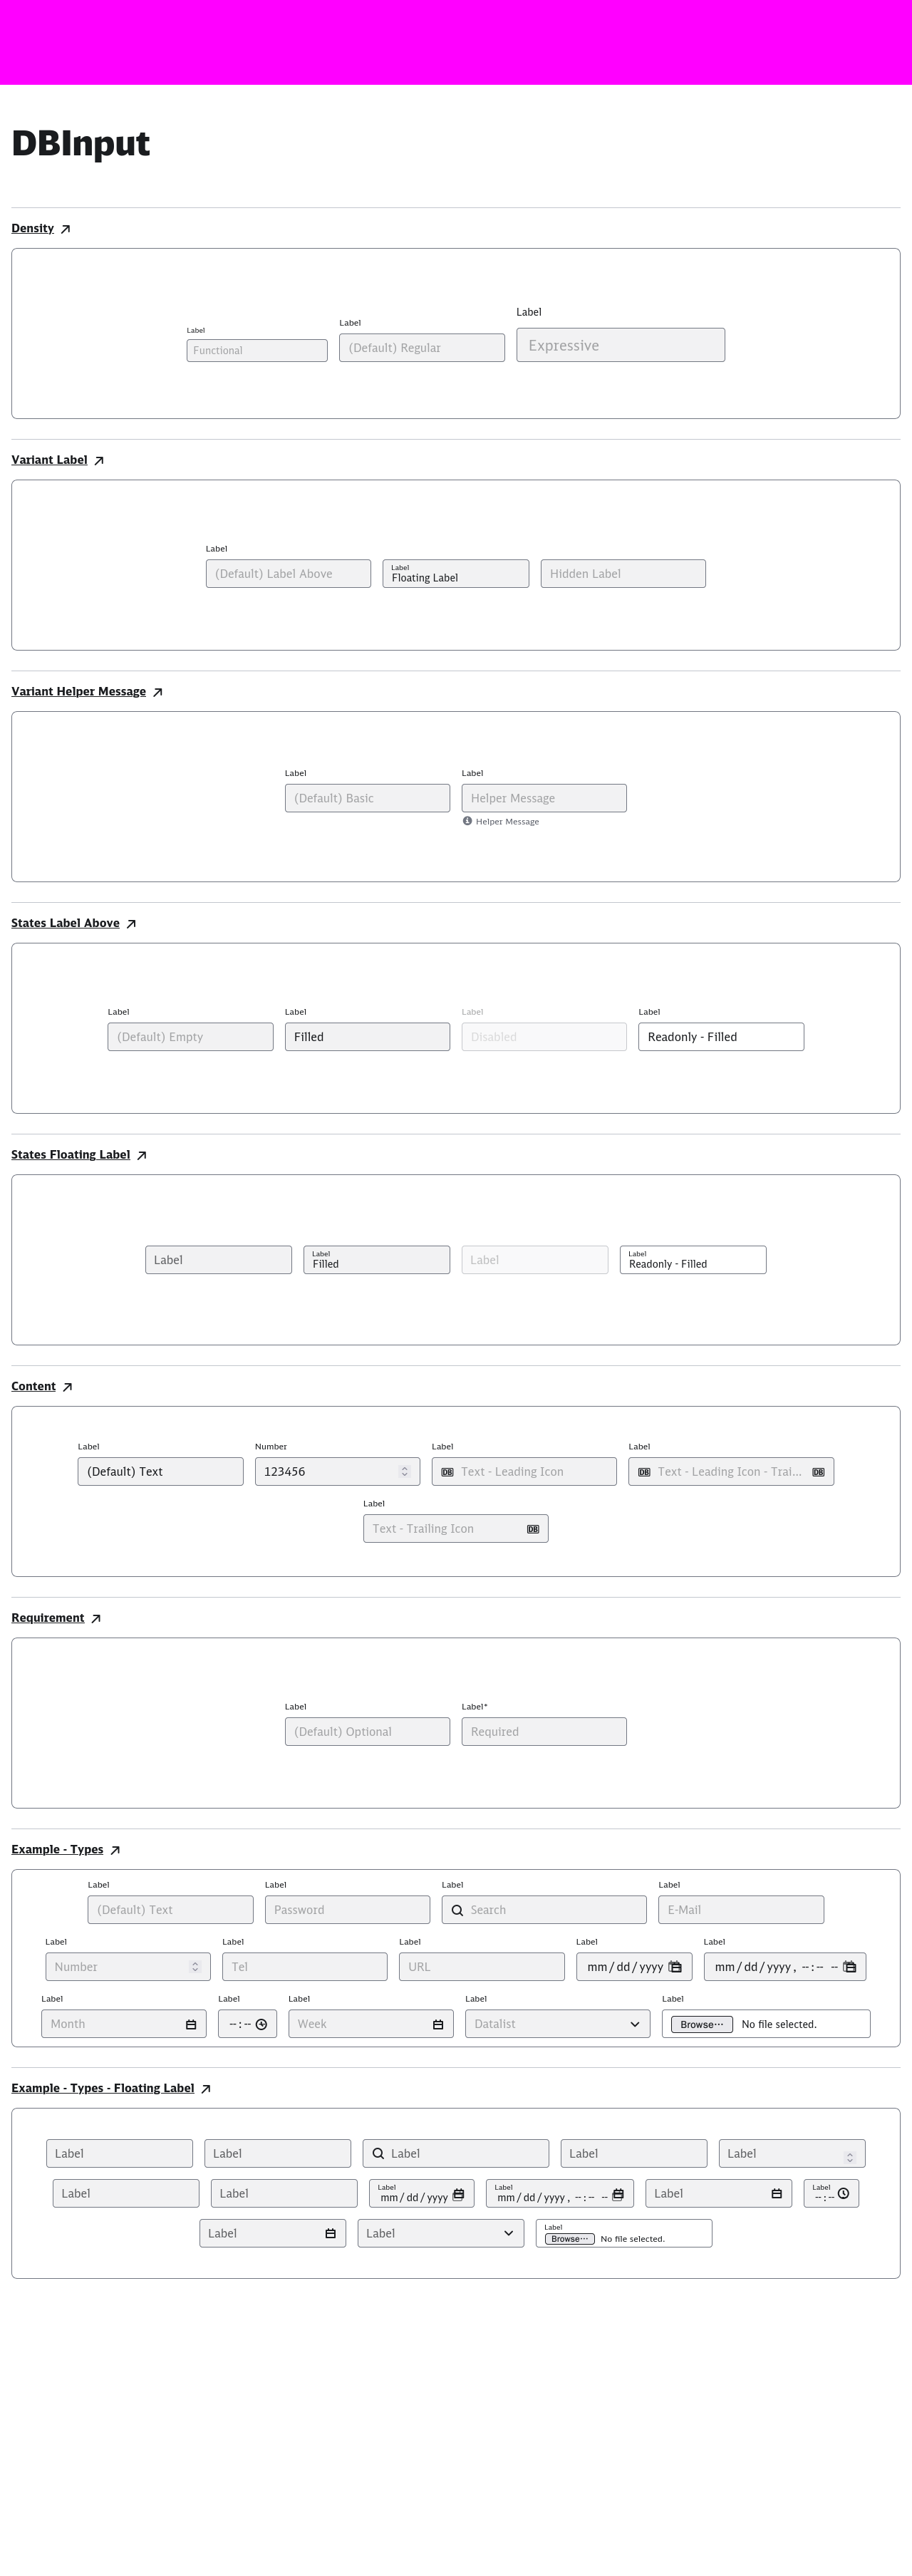 DBInput
Density
Label
Functional
Label
(Default) Regular
Label
Expressive
Variant Label
Label
(Default) Label Above
Label
Floating Label
Hidden Label
Variant Helper Message
Label
(Default) Basic
Label
Helper Message
Helper Message
States Label Above
Label
(Default) Empty
Label
Filled
Label
Disabled
Label
Readonly - Filled
States Floating Label
Label
Label
Filled
Label
Label
Readonly - Filled
Content
Label
(Default) Text
Number
123456
Label
DB Text - Leading Icon
Label
DB Text - Leading Icon - Trai... DB
Label
Text - Trailing Icon DB
Requirement
Label
(Default) Optional
Label*
Required
Example - Types
Label
(Default) Text
Label
Password
Label
Search
Label
E-Mail
Label
Number
Label
Tel
Label
URL
Label
mm/dd/yyyy
Label
mm/dd/yyyy, --:-- --
Label
Month
Label
--:--
Label
Week
Label
Datalist
Label
Browse… No file selected.
Example - Types - Floating Label
Label
Label
Label
Label
Label
Label
Label
Label
mm/dd/yyyy
Label
mm/dd/yyyy, --:-- --
Label
Label
--:--
Label
Label
Label
Browse… No file selected.